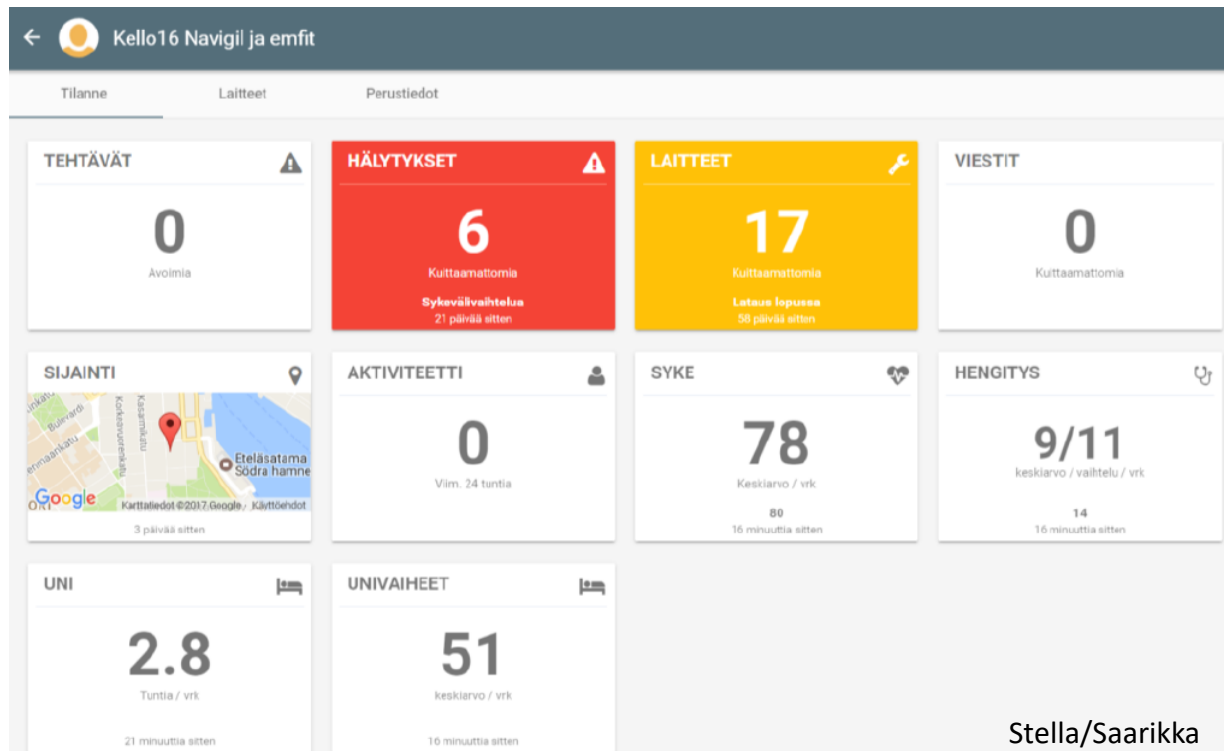 Kello16 Navigil ja emfit
Tilanne
Laitteet
Perustiedot
TEHTÄVÄT
0
Avoimia
HÄLYTYKSET
6
Kuittaamattomia
Sykevälivaihtelua
21 päivää sitten
LAITTEET
17
Kuittaamattomia
Lataus lopussa
58 päivää sitten
VIESTIT
0
Kuittaamattomia
SIJAINTI
Bulevardi
Korkeavuorenkatu
Kasarmikatu
Eteläsatama
Södra hamne
Google
Karttatiedot ©2017 Google
Käyttöehdot
3 päivää sitten
AKTIVITEETTI
0
Viim. 24 tuntia
SYKE
78
Keskiarvo / vrk
80
16 minuuttia sitten
HENGITYS
9/11
keskiarvo / vaihtelu / vrk
14
16 minuuttia sitten
UNI
2.8
Tuntia / vrk
21 minuuttia sitten
UNIVAIHEET
51
keskiarvo / vrk
16 minuuttia sitten
Stella/Saarikka